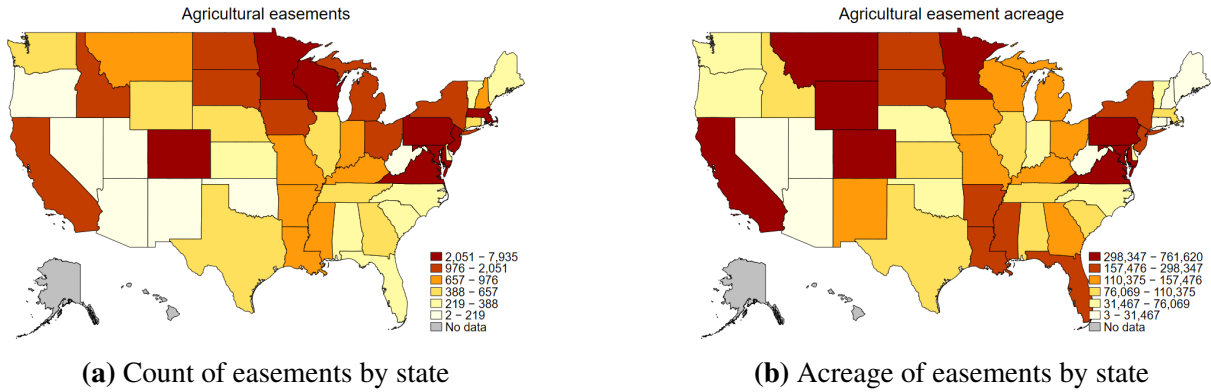 Agricultural easements
2,051 − 7,935
976 − 2,051
657 − 976
388 − 657
219 − 388
2 − 219
No data
(a) Count of easements by state
Agricultural easement acreage
298,347 − 761,620
157,476 − 298,347
110,375 − 157,476
76,069 − 110,375
31,467 − 76,069
3 − 31,467
No data
(b) Acreage of easements by state